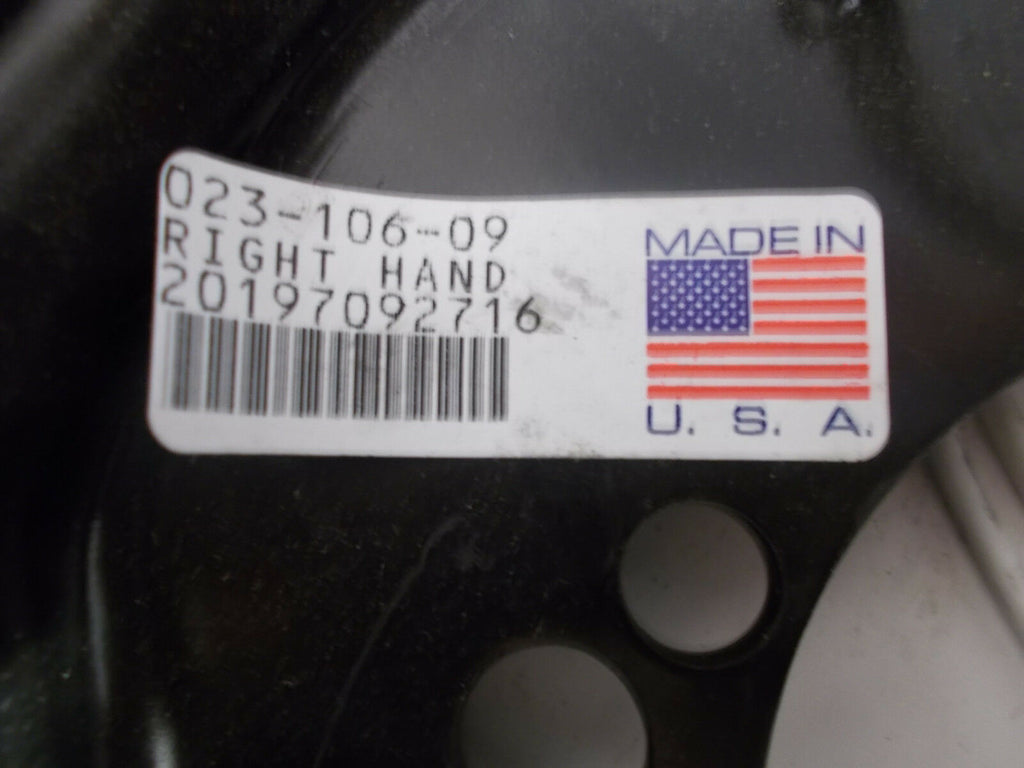 023-106-09
RIGHT HAND
20197092716
MADE IN
U. S. A.